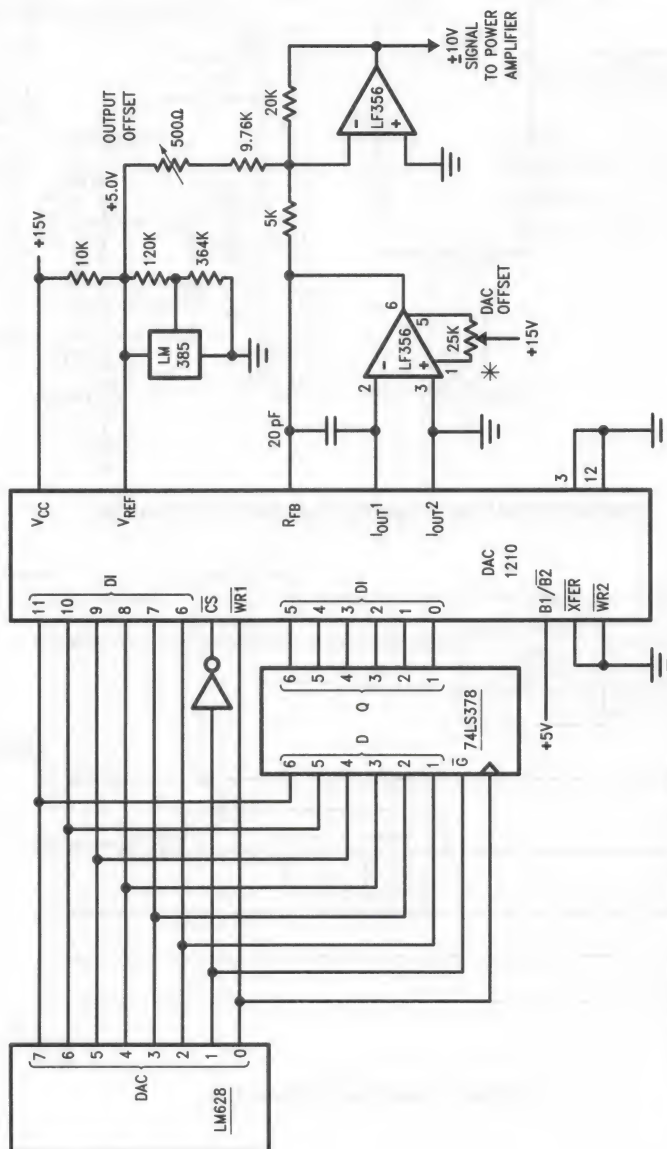 LM628
DAC
7
6
5
4
3
2
1
0
D
6
5
4
3
2
1
G
Q
6
5
4
3
2
1
74LS378
DI
11
10
9
8
7
6
CS
WR1
DI
5
4
3
2
1
0
B1/B2
XFER
WR2
+5V
DAC
1210
VCC
VREF
RFB
IOUT1
IOUT2
3
12
+15V
10K
+5.0V
120K
364K
LM
385
OUTPUT
OFFSET
500Ω
9.76K
20K
5K
20 pF
2
3
LF356
6
5
1
25K
*
DAC
OFFSET
+15V
-
+
-
+
LF356
±10V
SIGNAL
TO POWER
AMPLIFIER